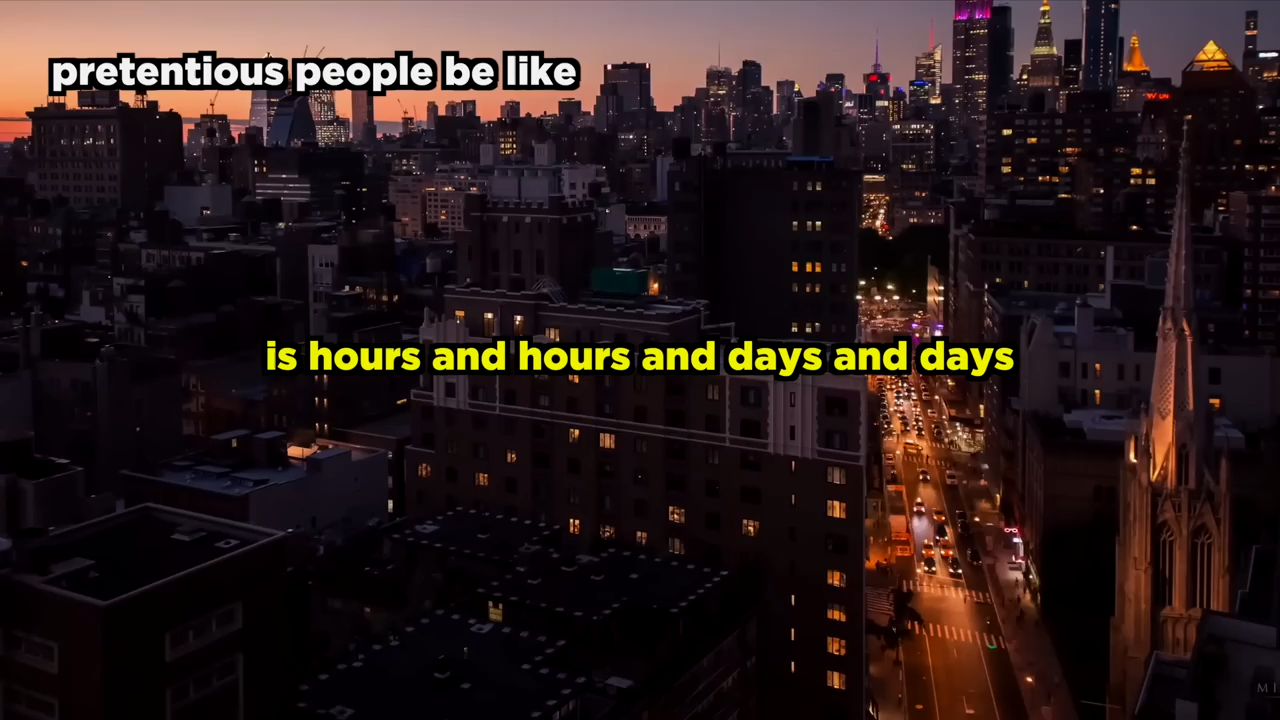 pretentious people be like
is hours and hours and days and days